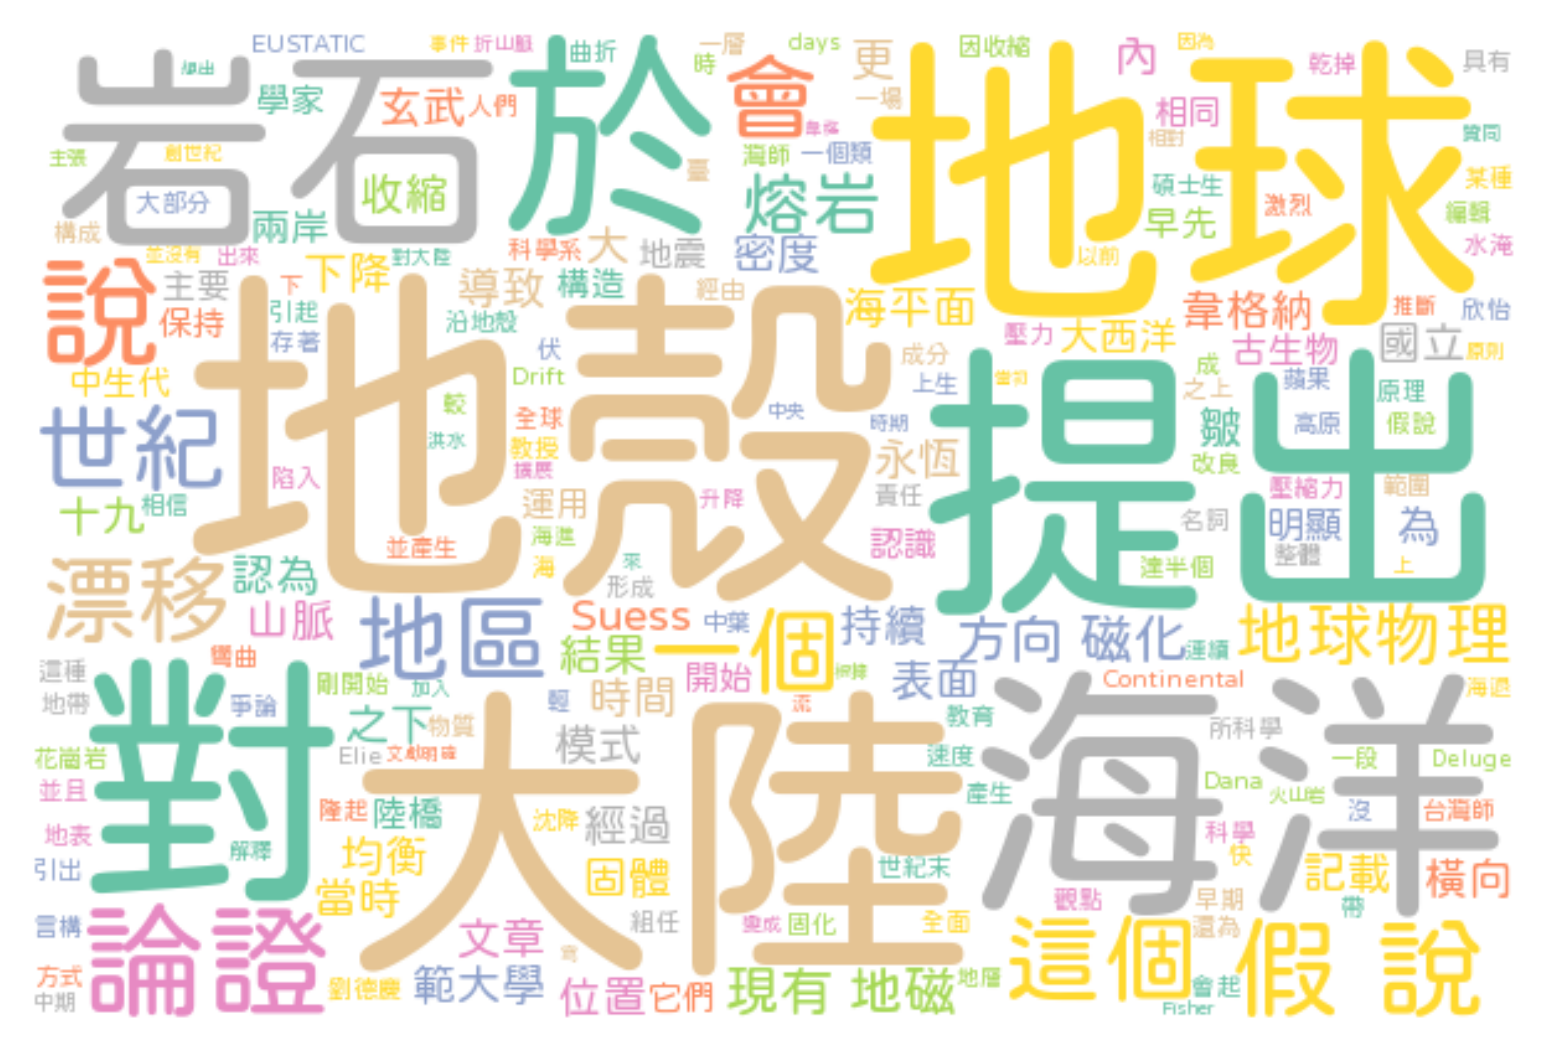 EUSTATIC
事件
折山脈
曲折
一層
時
days
更
因收縮
因為
內
乾掉
具有
岩石
於
會
地球
學家
玄武
人們
一場
相同
相對
贊同
主張
創世紀
大部分
收縮
兩岸
灣師
一個類
熔岩
臺
碩士生
早先
激烈
某種
編輯
水淹
構成
並沒有
出來
對大陸
科學系
大
地震
密度
以前
說
主要
保持
下
下降
引起
存著
導致
沿地殼
構造
經由
海平面
韋格納
推斷
欣怡
壓力
大西洋
古生物
國立
原則
中生代
地殼
伏
Drift
成分
上生
提出
成
之上
蘋果
原理
世紀
較
洪水
全球
教授
擴展
中央
時期
永恆
皺
改良
高原
假說
陷入
十九
相信
運用
升降
責任
壓縮力
範圍
名詞
明顯
為
整體
上
並產生
海進
海
來
形成
認識
達半個
漂移
認為
山脈
地區
Suess
中葉
結果
一個
持續
方向
磁化
連續
地球物理
這種
彎曲
地帶
爭論
剛開始
加入
輕
時間
開始
根據
表面
Continental
海退
對
之下
物質
Elie
文獻明確
模式
流
大陸
教育
速度
產生
海洋
所科學
Dana
火山岩
一段
Deluge
花崗岩
並且
地表
引出
解釋
隆起
陸橋
均衡
當時
沈降
經過
固體
世紀末
科學
快
沒
台灣師
記載
橫向
帶
觀點
早期
還為
言構
論證
方式
中期
劉德慶
範大學
文章
組任
變成
固化
全面
位置
它們
現有
地磁
地層
這個
會起
Fisher
假
說